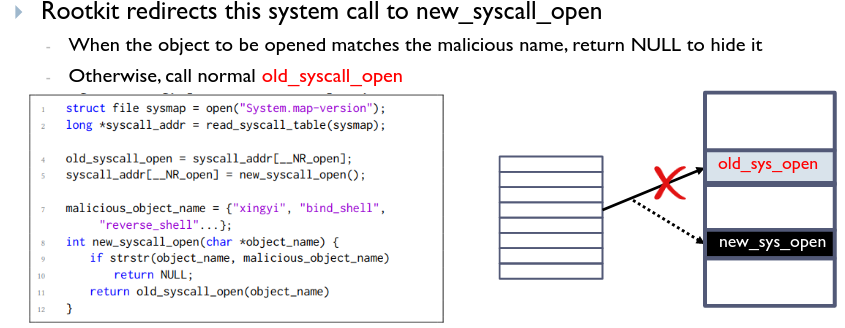 Rootkit redirects this system call to new_syscall_open
- When the object to be opened matches the malicious name, return NULL to hide it
- Otherwise, call normal old_syscall_open
1 struct file sysmap = open("System.map-version");
2 long *syscall_addr = read_syscall_table(sysmap);
4 old_syscall_open = syscall_addr[__NR_open];
5 syscall_addr[__NR_open] = new_syscall_open();
7 malicious_object_name = {"xingyi", "bind_shell",
"reverse_shell"...};
8 int new_syscall_open(char *object_name) {
9 if strstr(object_name, malicious_object_name)
10 return NULL;
11 return old_syscall_open(object_name)
12 }
old_sys_open
new_sys_open